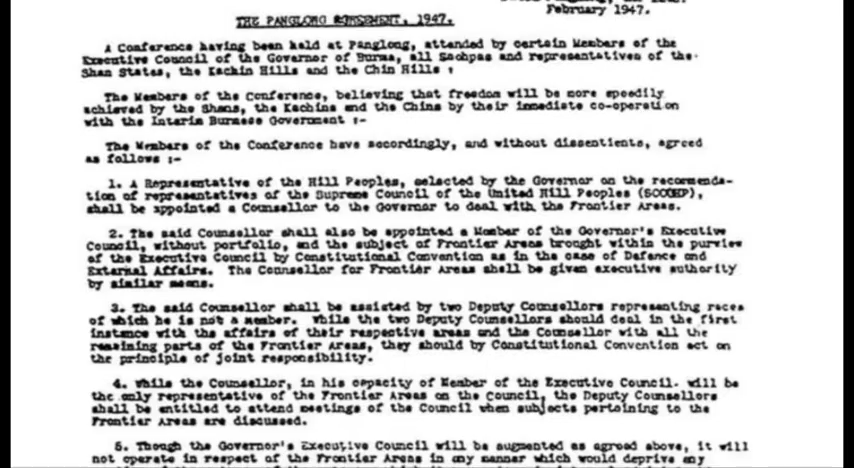 February 1947.
THE PANGLONG AGREEMENT, 1947.
A Conference having been held at Panglong, attended by certain Members of the
Executive Council of the Governor of Burma, all Saohpas and representatives of the
Shan States, the Kachin Hills and the Chin Hills :
The Members of the Conference, believing that freedom will be more speedily
achieved by the Shans, the Kachins and the Chins by their immediate co-operation
with the Interim Burmese Government :-
The Members of the Conference have accordingly, and without dissentients, agreed
as follows :-
1. A Representative of the Hill Peoples, selected by the Governor on the recommenda-
tion of representatives of the Supreme Council of the United Hill Peoples (SCOUHP),
shall be appointed a Counsellor to the Governor to deal with the Frontier Areas.
2. The said Counsellor shall also be appointed a Member of the Governor's Executive
Council, without portfolio, and the subject of Frontier Areas brought within the purview
of the Executive Council by Constitutional Convention as in the case of Defence and
External Affairs. The Counsellor for Frontier Areas shall be given executive authority
by similar means.
3. The said Counsellor shall be assisted by two Deputy Counsellors representing races
of which he is not a member. While the two Deputy Counsellors should deal in the first
instance with the affairs of their respective areas and the Counsellor with all the
remaining parts of the Frontier Areas, they should by Constitutional Convention act on
the principle of joint responsibility.
4. While the Counsellor, in his capacity of Member of the Executive Council. will be
the only representative of the Frontier Areas on the Council, the Deputy Counsellors
shall be entitled to attend meetings of the Council when subjects pertaining to the
Frontier Areas are discussed.
5. Though the Governor's Executive Council will be augmented as agreed above, it will
not operate in respect of the Frontier Areas in any manner which would deprive any